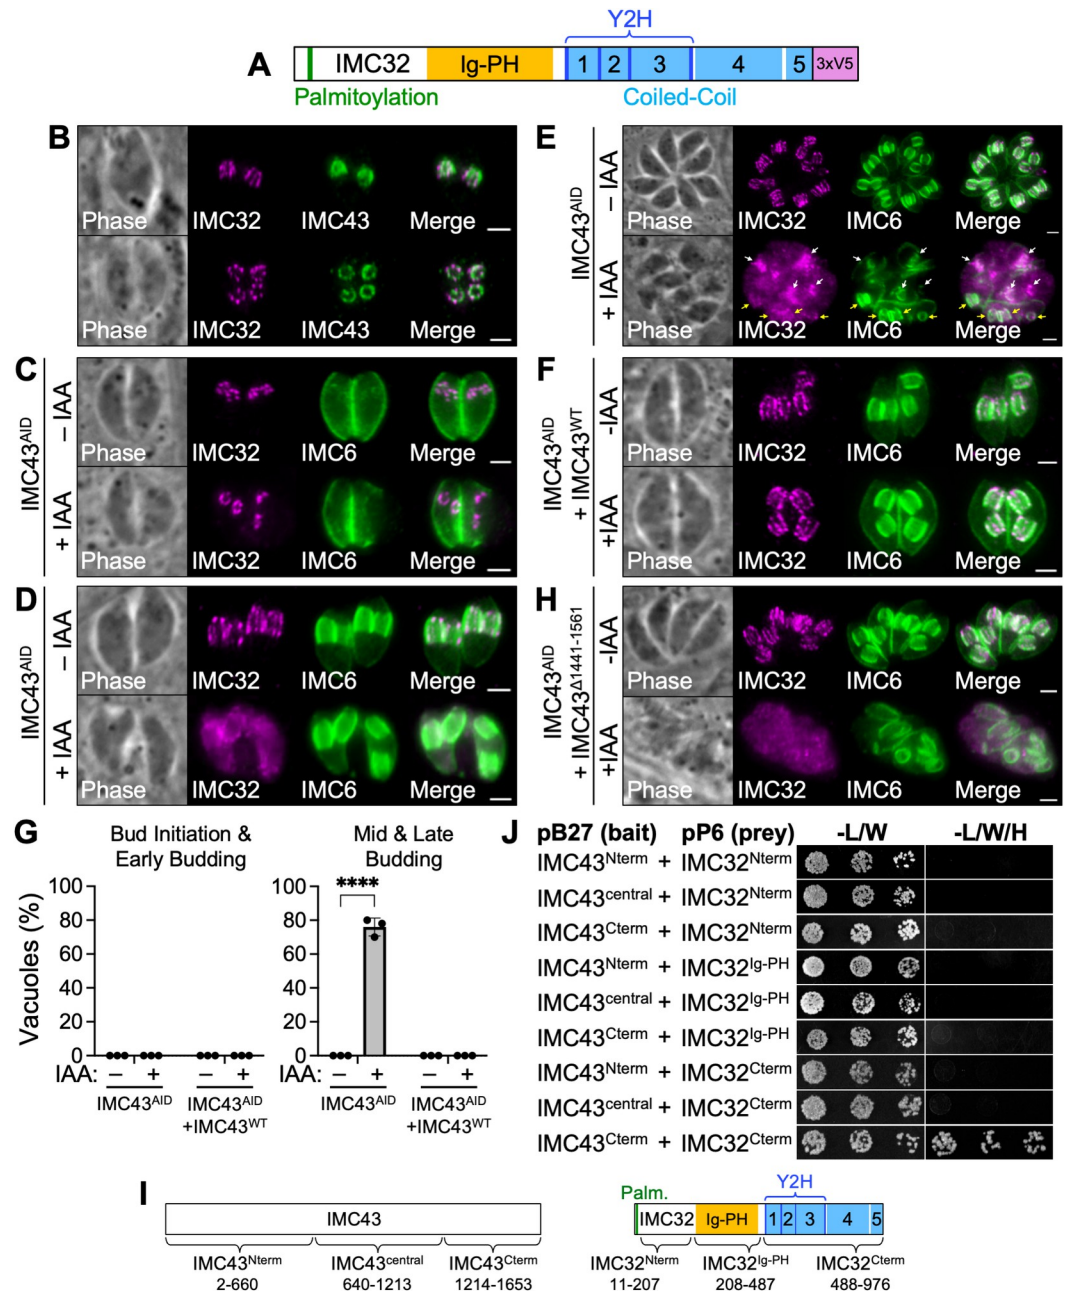 Y2H
A
IMC32
Ig-PH
1
2
3
4
5
3xV5
Palmitoylation
Coiled-Coil
B
Phase
IMC32
IMC43
Merge
Phase
IMC32
IMC43
Merge
C
IMC43AID
– IAA
Phase
IMC32
IMC6
Merge
+ IAA
Phase
IMC32
IMC6
Merge
D
IMC43AID
– IAA
Phase
IMC32
IMC6
Merge
+ IAA
Phase
IMC32
IMC6
Merge
E
IMC43AID
– IAA
Phase
IMC32
IMC6
Merge
+ IAA
Phase
IMC32
IMC6
Merge
F
IMC43AID
+ IMC43WT
-IAA
Phase
IMC32
IMC6
Merge
+IAA
Phase
IMC32
IMC6
Merge
H
IMC43AID
+ IMC43Δ1441-1561
-IAA
Phase
IMC32
IMC6
Merge
+IAA
Phase
IMC32
IMC6
Merge
G
Bud Initiation &
Early Budding
Vacuoles (%)
100
80
60
40
20
0
IAA: – + – +
IMC43AID
IMC43AID
+IMC43WT
Mid & Late
Budding
****
100
80
60
40
20
0
IAA: – + – +
IMC43AID
IMC43AID
+IMC43WT
J
pB27 (bait) pP6 (prey) -L/W -L/W/H
IMC43Nterm + IMC32Nterm
IMC43central + IMC32Nterm
IMC43Cterm + IMC32Nterm
IMC43Nterm + IMC32Ig-PH
IMC43central + IMC32Ig-PH
IMC43Cterm + IMC32Ig-PH
IMC43Nterm + IMC32Cterm
IMC43central + IMC32Cterm
IMC43Cterm + IMC32Cterm
I
IMC43
IMC43Nterm
2-660
IMC43central
640-1213
IMC43Cterm
1214-1653
Palm.
Y2H
IMC32
Ig-PH
1
2
3
4
5
IMC32Nterm
11-207
IMC32Ig-PH
208-487
IMC32Cterm
488-976